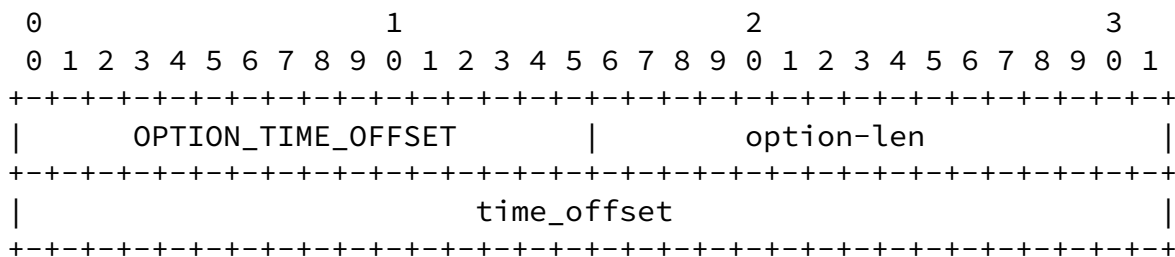 0                   1                   2                   3
0 1 2 3 4 5 6 7 8 9 0 1 2 3 4 5 6 7 8 9 0 1 2 3 4 5 6 7 8 9 0 1
+-+-+-+-+-+-+-+-+-+-+-+-+-+-+-+-+-+-+-+-+-+-+-+-+-+-+-+-+-+-+-+-+
|      OPTION_TIME_OFFSET       |        option-len             |
+-+-+-+-+-+-+-+-+-+-+-+-+-+-+-+-+-+-+-+-+-+-+-+-+-+-+-+-+-+-+-+-+
|                         time_offset                           |
+-+-+-+-+-+-+-+-+-+-+-+-+-+-+-+-+-+-+-+-+-+-+-+-+-+-+-+-+-+-+-+-+